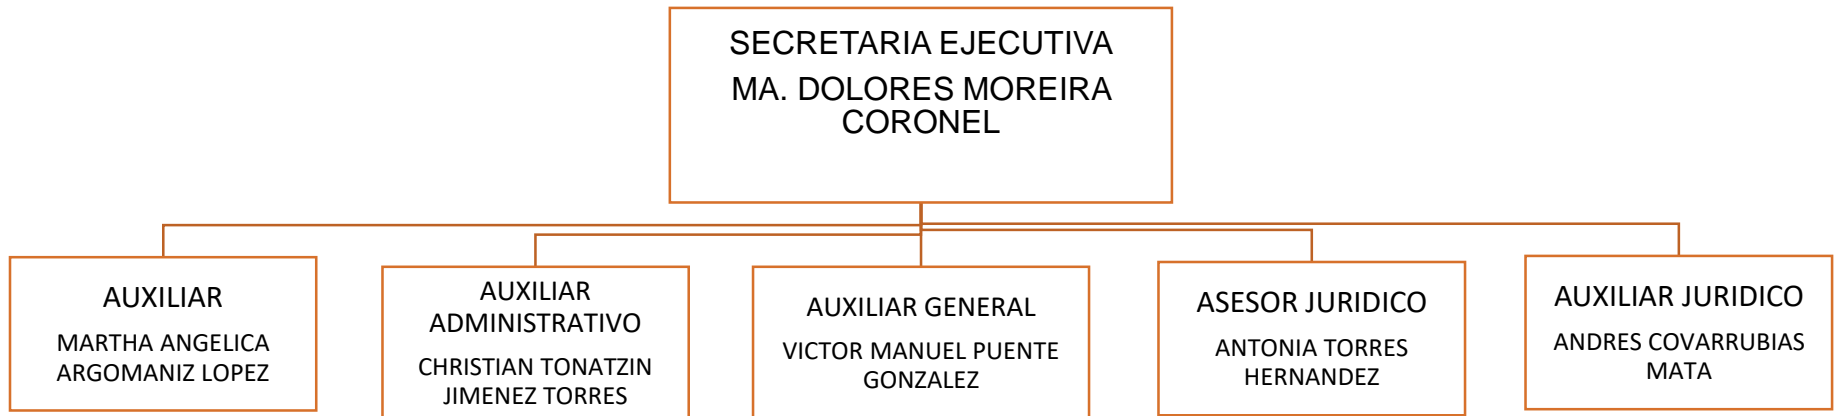 SECRETARIA EJECUTIVA
MA. DOLORES MOREIRA
CORONEL
AUXILIAR
MARTHA ANGELICA
ARGOMANIZ LOPEZ
AUXILIAR
ADMINISTRATIVO
CHRISTIAN TONATZIN
JIMENEZ TORRES
AUXILIAR GENERAL
VICTOR MANUEL PUENTE
GONZALEZ
ASESOR JURIDICO
ANTONIA TORRES
HERNANDEZ
AUXILIAR JURIDICO
ANDRES COVARRUBIAS
MATA